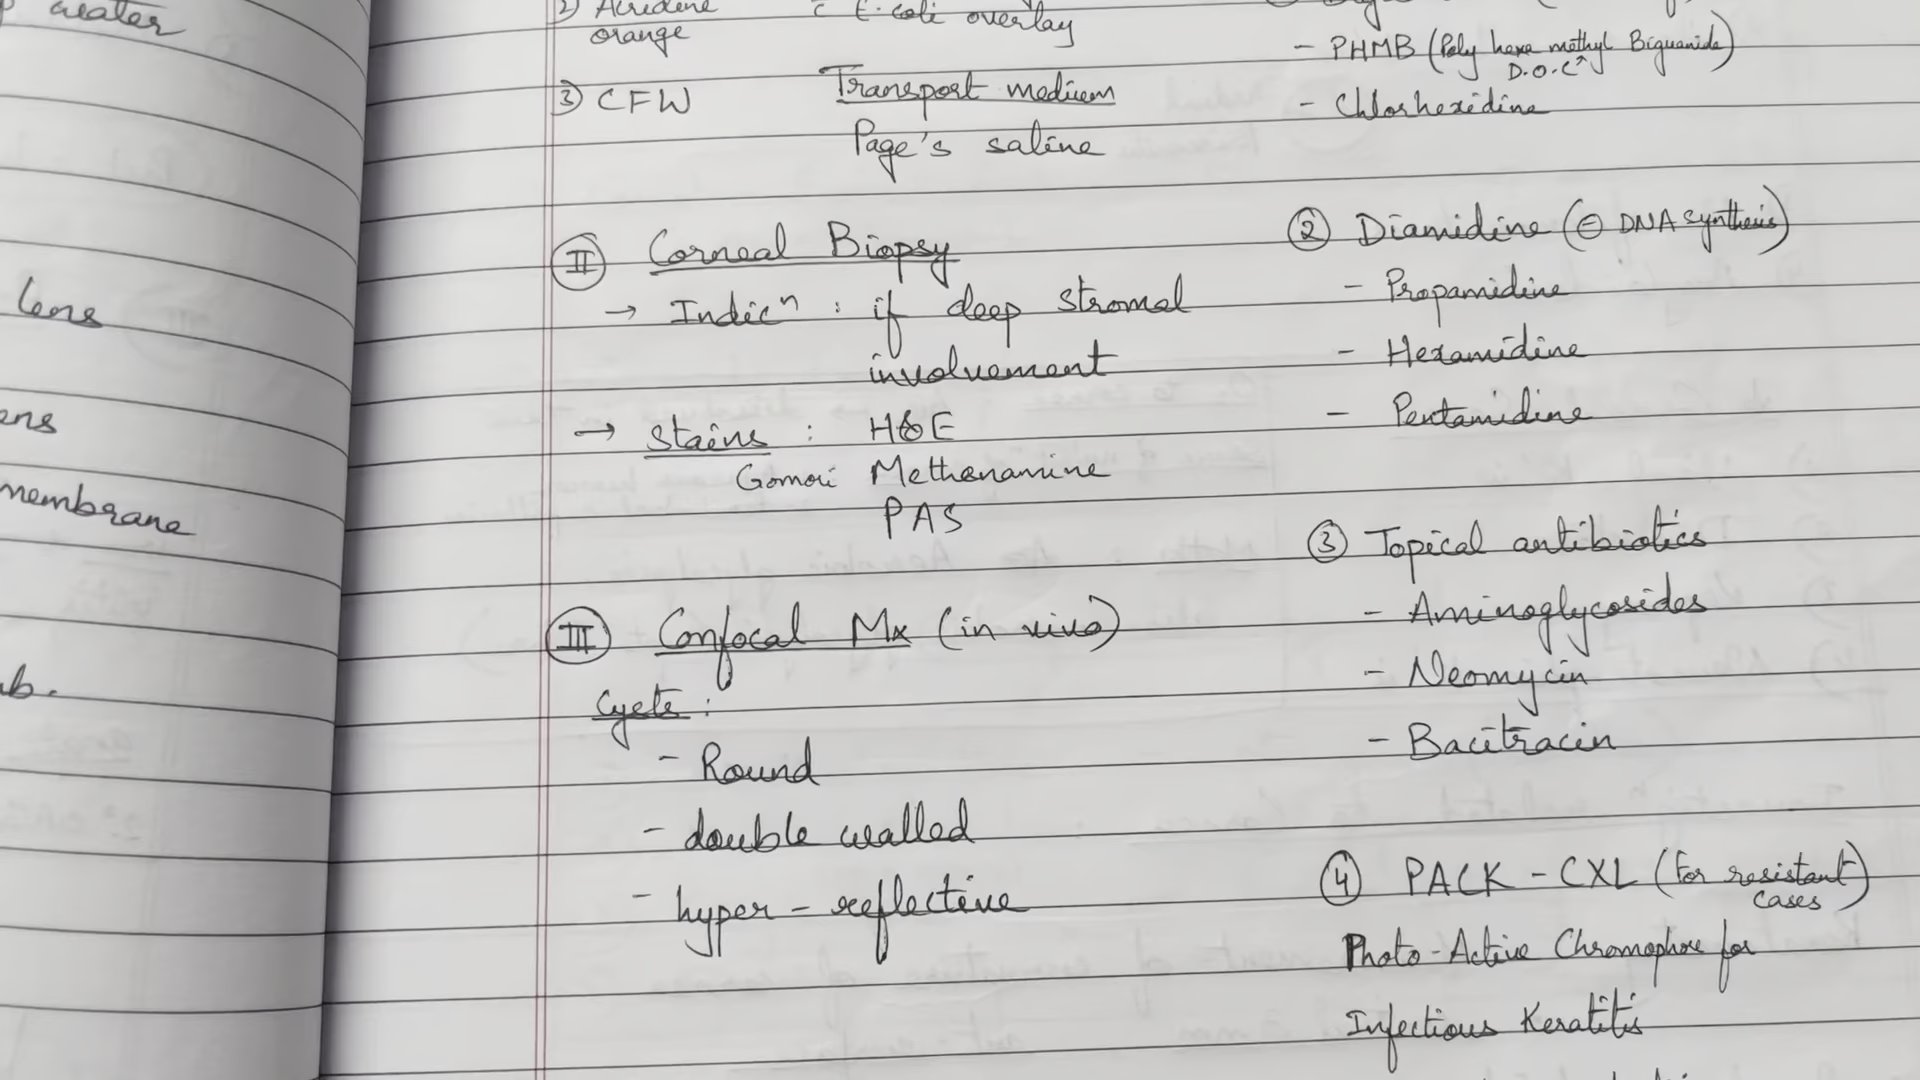 water
lens
ens
membrane
ub.
2) Acridine
orange
c̄ E. coli overlay
③ CFW
Transport medium
Page's saline
Ⅱ Corneal Biopsy
→ Indicⁿ : if deep stromal
involvement
→ Stains : H&E
Gomori Methenamine
PAS
Ⅲ Confocal Mx (in vivo)
Cysts :
- Round
- double walled
- hyper-reflective
- PHMB (Poly hexa methyl Biguanide)
D.O.C^
- Chlorhexidine
② Diamidine (⊖ DNA synthesis)
- Propamidine
- Hexamidine
- Pentamidine
③ Topical antibiotics
- Aminoglycosides
- Neomycin
- Bacitracin
④ PACK - CXL (For resistant
cases)
Photo-Active Chromophore for
Infectious Keratitis